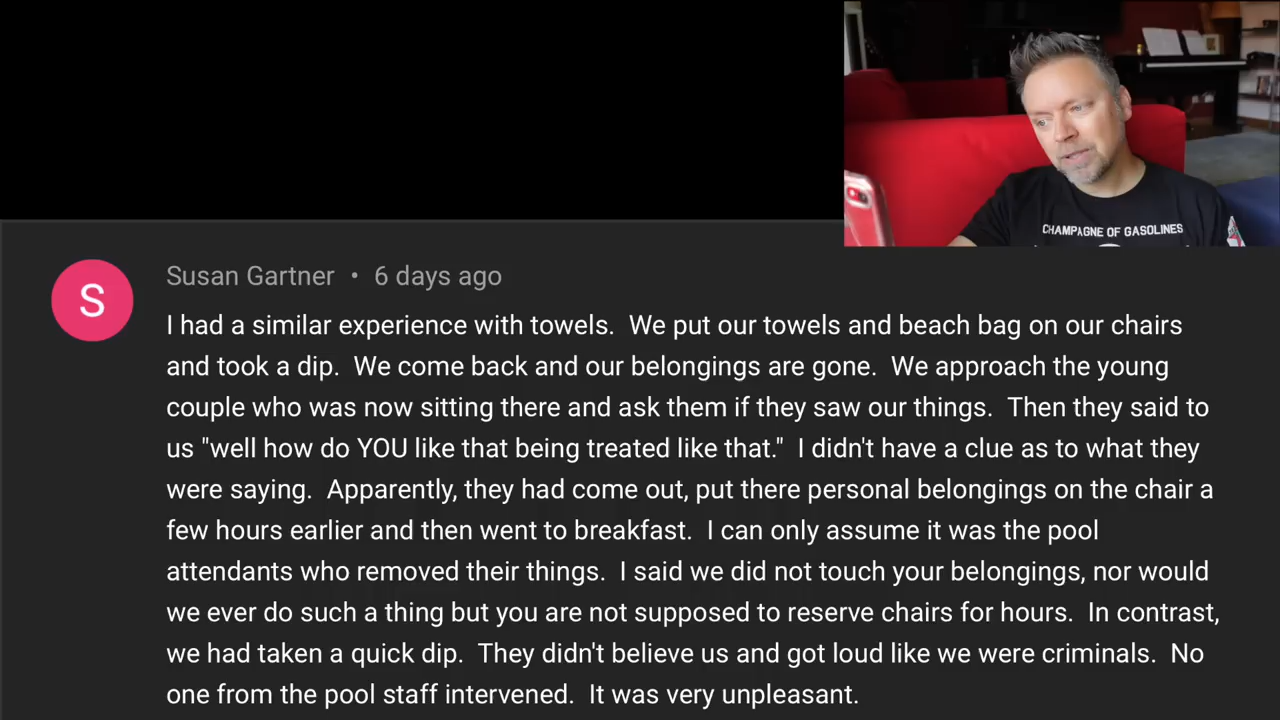 CHAMPAGNE OF GASOLINES
S
Susan Gartner • 6 days ago
I had a similar experience with towels.  We put our towels and beach bag on our chairs
and took a dip.  We come back and our belongings are gone.  We approach the young
couple who was now sitting there and ask them if they saw our things.  Then they said to
us "well how do YOU like that being treated like that."  I didn't have a clue as to what they
were saying.  Apparently, they had come out, put there personal belongings on the chair a
few hours earlier and then went to breakfast.  I can only assume it was the pool
attendants who removed their things.  I said we did not touch your belongings, nor would
we ever do such a thing but you are not supposed to reserve chairs for hours.  In contrast,
we had taken a quick dip.  They didn't believe us and got loud like we were criminals.  No
one from the pool staff intervened.  It was very unpleasant.